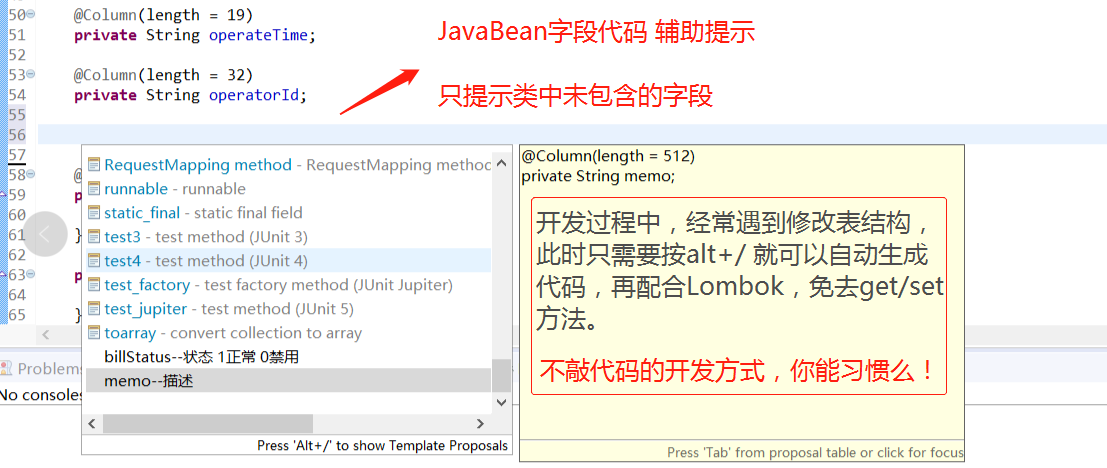 50 @Column(length = 19)
51 private String operateTime;
52
53 @Column(length = 32)
54 private String operatorId;
55
56
57
58 @
59 p
60
61 }
62
63 p
64
65 }
JavaBean字段代码 辅助提示
只提示类中未包含的字段
RequestMapping method - RequestMapping method
runnable - runnable
static_final - static final field
test3 - test method (JUnit 3)
test4 - test method (JUnit 4)
test_factory - test factory method (JUnit Jupiter)
test_jupiter - test method (JUnit 5)
toarray - convert collection to array
billStatus--状态 1正常 0禁用
memo--描述
Press 'Alt+/' to show Template Proposals
@Column(length = 512)
private String memo;
开发过程中，经常遇到修改表结构，
此时只需要按alt+/ 就可以自动生成
代码，再配合Lombok，免去get/set
方法。
不敲代码的开发方式，你能习惯么！
Press 'Tab' from proposal table or click for focus
Problems
No consoles